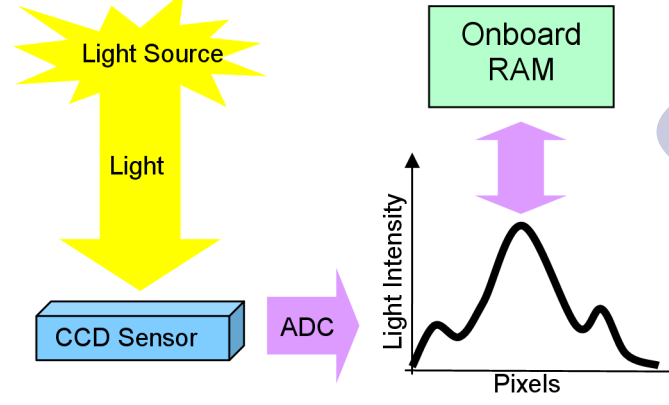 Light Source
Light
CCD Sensor
ADC
Onboard
RAM
Light Intensity
Pixels